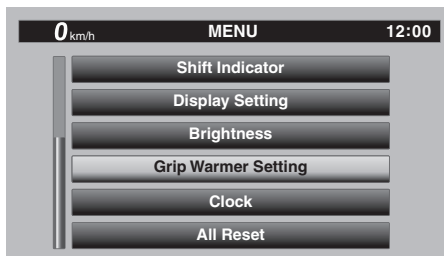 0 km/h MENU 12:00
Shift Indicator
Display Setting
Brightness
Grip Warmer Setting
Clock
All Reset